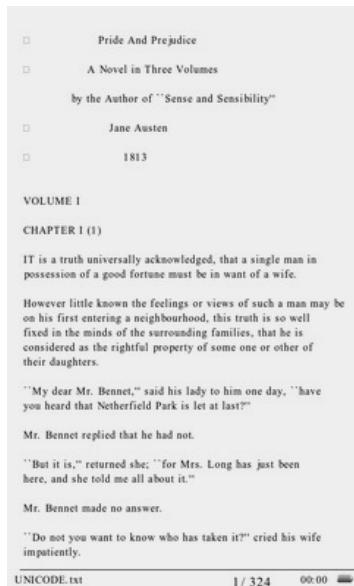 □ Pride And Prejudice
□ A Novel in Three Volumes
by the Author of ``Sense and Sensibility''
□ Jane Austen
□ 1813
VOLUME I
CHAPTER I (1)
IT is a truth universally acknowledged, that a single man in
possession of a good fortune must be in want of a wife.
However little known the feelings or views of such a man may be
on his first entering a neighbourhood, this truth is so well
fixed in the minds of the surrounding families, that he is
considered as the rightful property of some one or other of
their daughters.
``My dear Mr. Bennet,'' said his lady to him one day, ``have
you heard that Netherfield Park is let at last?''
Mr. Bennet replied that he had not.
``But it is,'' returned she; ``for Mrs. Long has just been
here, and she told me all about it.''
Mr. Bennet made no answer.
``Do not you want to know who has taken it?'' cried his wife
impatiently.
UNICODE.txt 1/324 00:00